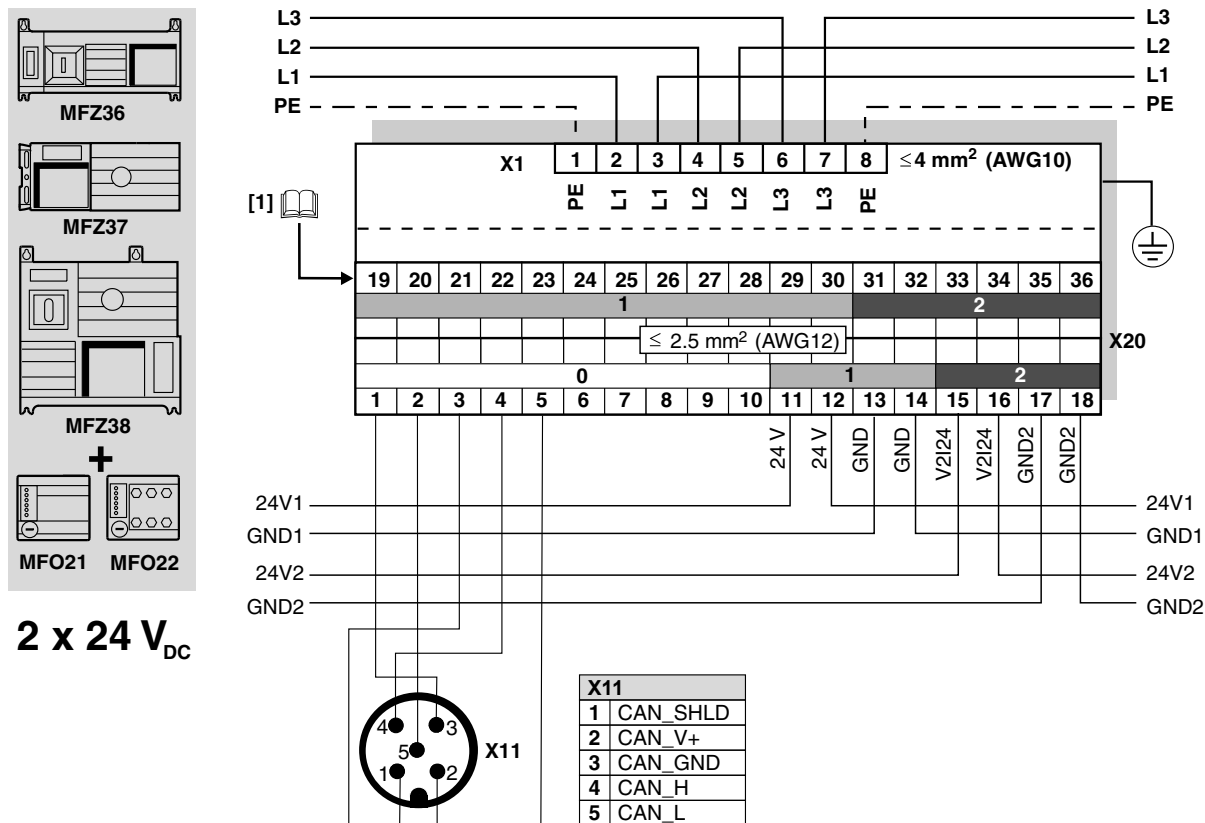 MFZ36
MFZ37
MFZ38
+
MFO21 MFO22
2 x 24 VDC
L3 L3
L2 L2
L1 L1
PE PE
X1 1 2 3 4 5 6 7 8 ≤4 mm² (AWG10)
PE L1 L1 L2 L2 L3 L3 PE
[1]
19 20 21 22 23 24 25 26 27 28 29 30 31 32 33 34 35 36
1 2
≤ 2.5 mm² (AWG12) X20
0 1 2
1 2 3 4 5 6 7 8 9 10 11 12 13 14 15 16 17 18
24 V 24 V GND GND V2I24 V2I24 GND2 GND2
24V1 24V1
GND1 GND1
24V2 24V2
GND2 GND2
4 3
5 X11
1 2
X11
1 CAN_SHLD
2 CAN_V+
3 CAN_GND
4 CAN_H
5 CAN_L